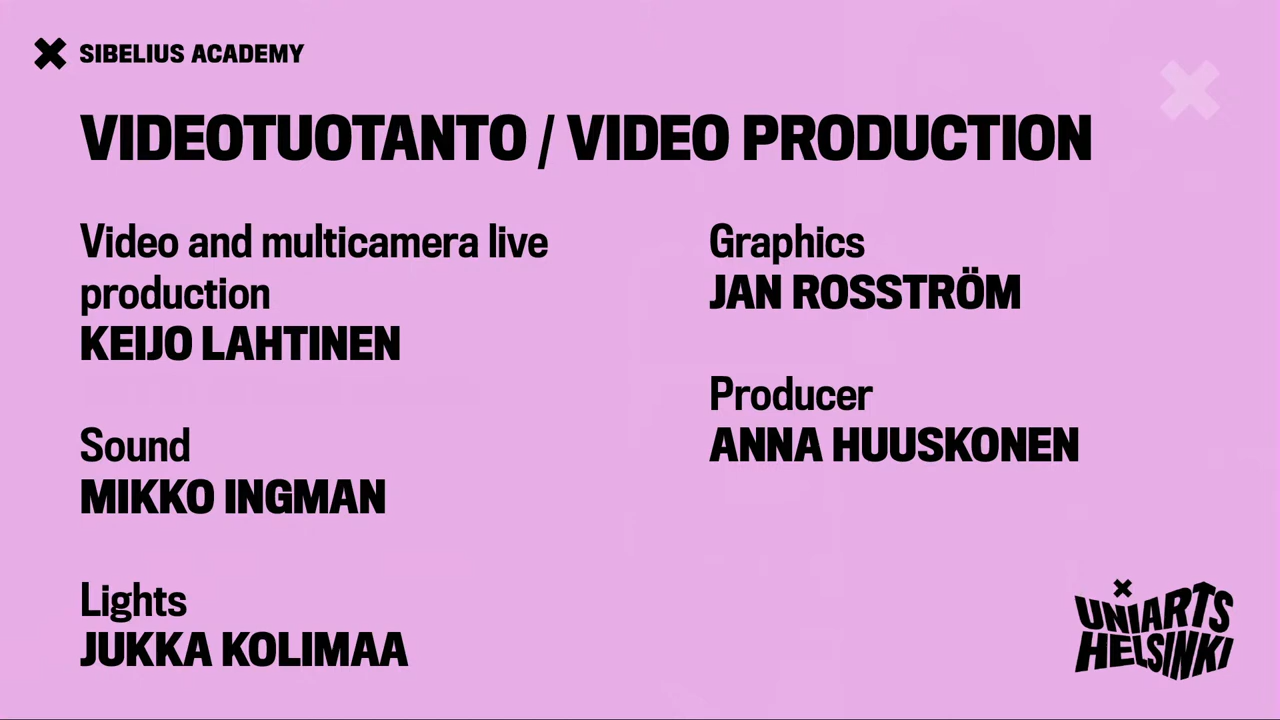 SIBELIUS ACADEMY
VIDEOTUOTANTO / VIDEO PRODUCTION
Video and multicamera live
production
KEIJO LAHTINEN
Sound
MIKKO INGMAN
Lights
JUKKA KOLIMAA
Graphics
JAN ROSSTRÖM
Producer
ANNA HUUSKONEN
UNIARTS
HELSINKI